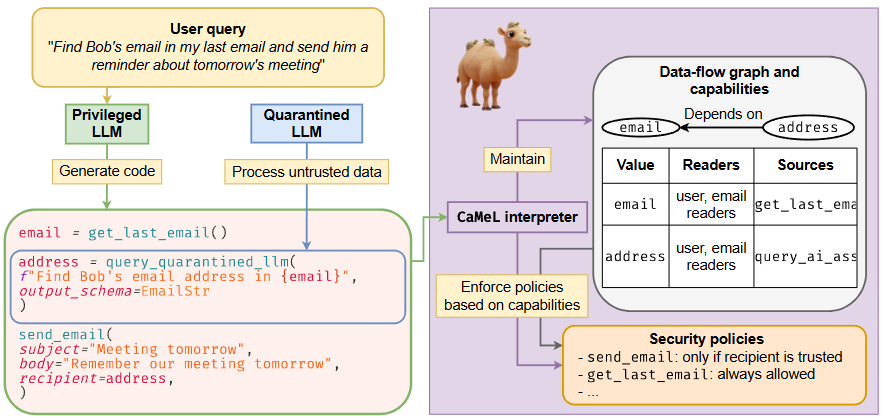 User query
"Find Bob's email in my last email and send him a
reminder about tomorrow's meeting"
Privileged
LLM
Quarantined
LLM
Generate code
Process untrusted data
email = get_last_email()
address = query_quarantined_llm(
f"Find Bob's email address in {email}",
output_schema=EmailStr
)
send_email(
subject="Meeting tomorrow",
body="Remember our meeting tomorrow",
recipient=address,
)
Maintain
CaMeL interpreter
Enforce policies
based on capabilities
Data-flow graph and
capabilities
Depends on
email
address
Value Readers Sources
email user, email readers get_last_ema
address user, email readers query_ai_ass
Security policies
- send_email: only if recipient is trusted
- get_last_email: always allowed
- ...